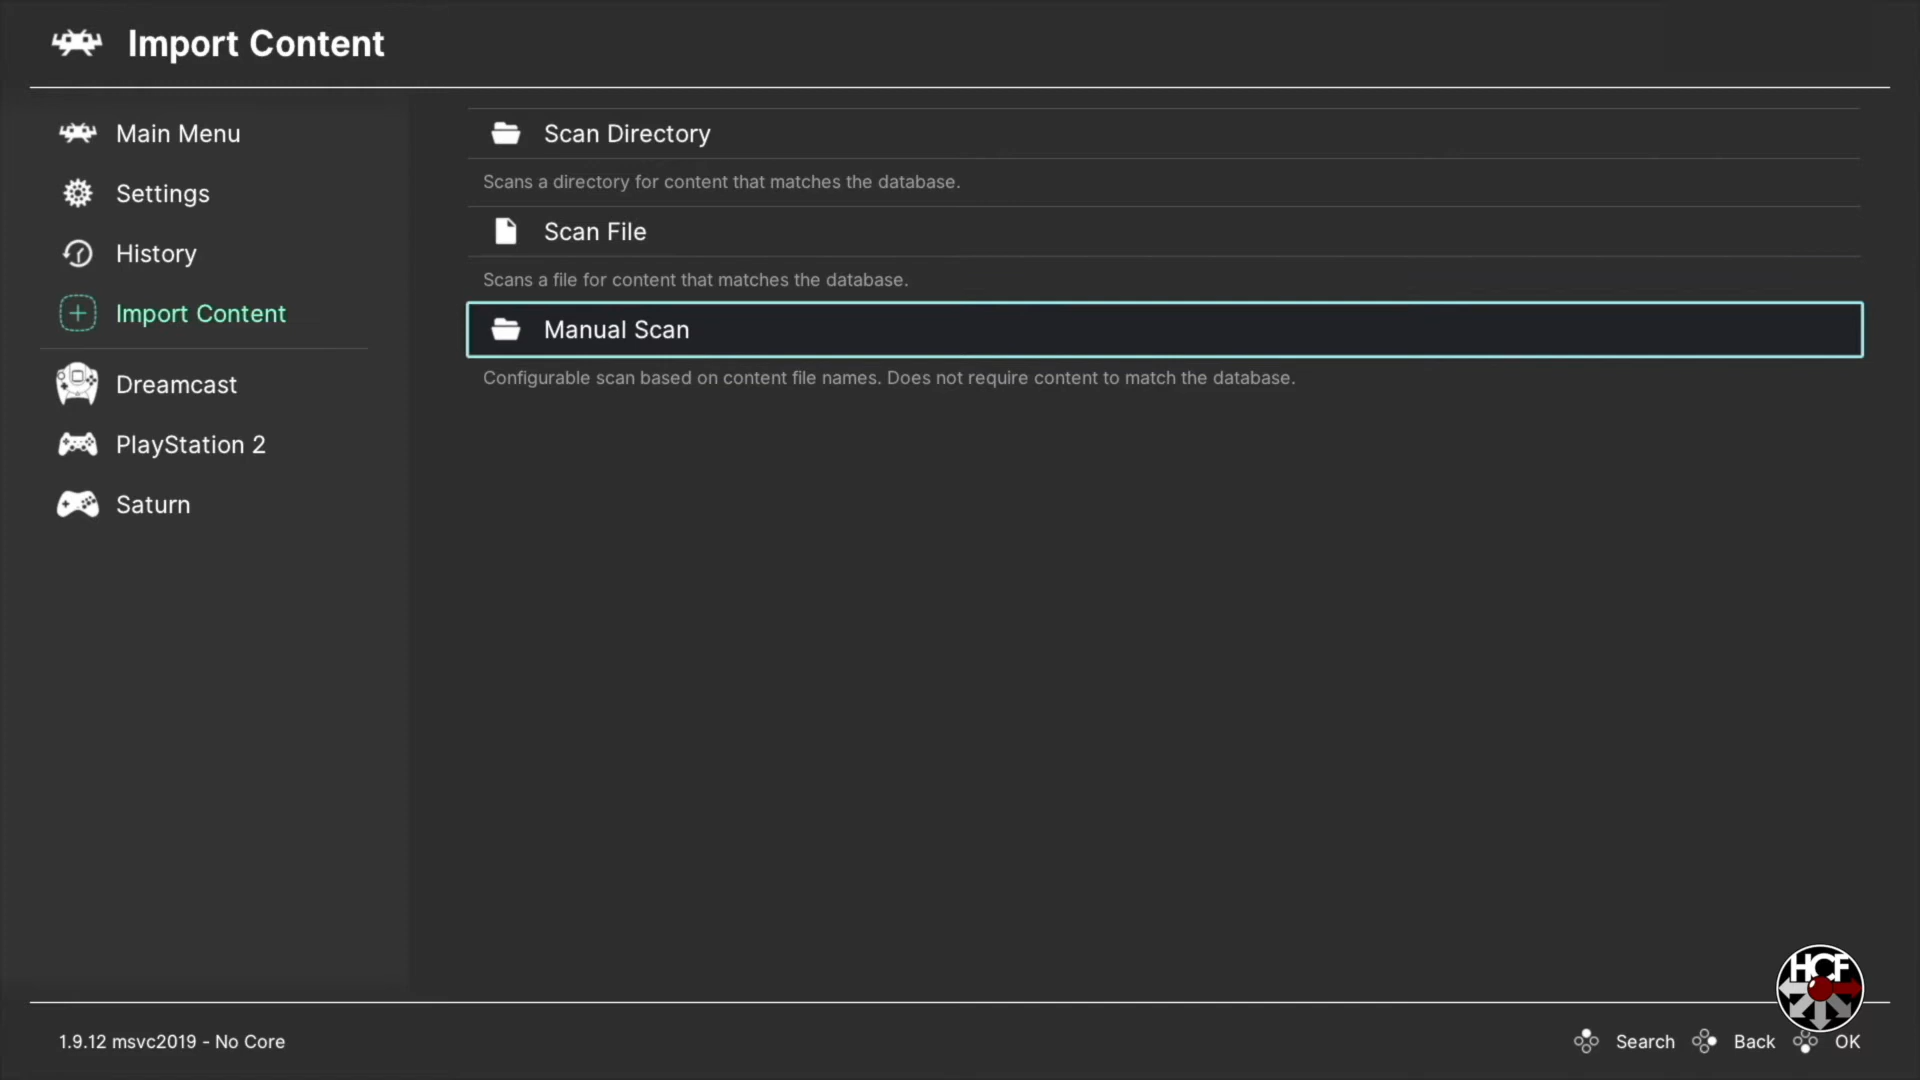 Import Content
Main Menu
Settings
History
Import Content
Dreamcast
PlayStation 2
Saturn
Scan Directory
Scans a directory for content that matches the database.
Scan File
Scans a file for content that matches the database.
Manual Scan
Configurable scan based on content file names. Does not require content to match the database.
HCF
1.9.12 msvc2019 - No Core
Search Back OK